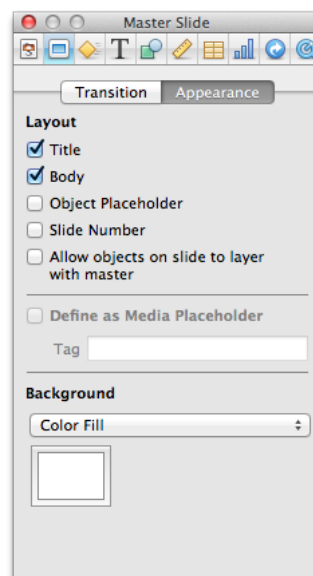 Master Slide
T
Transition Appearance
Layout
Title
Body
Object Placeholder
Slide Number
Allow objects on slide to layer
with master
Define as Media Placeholder
Tag
Background
Color Fill